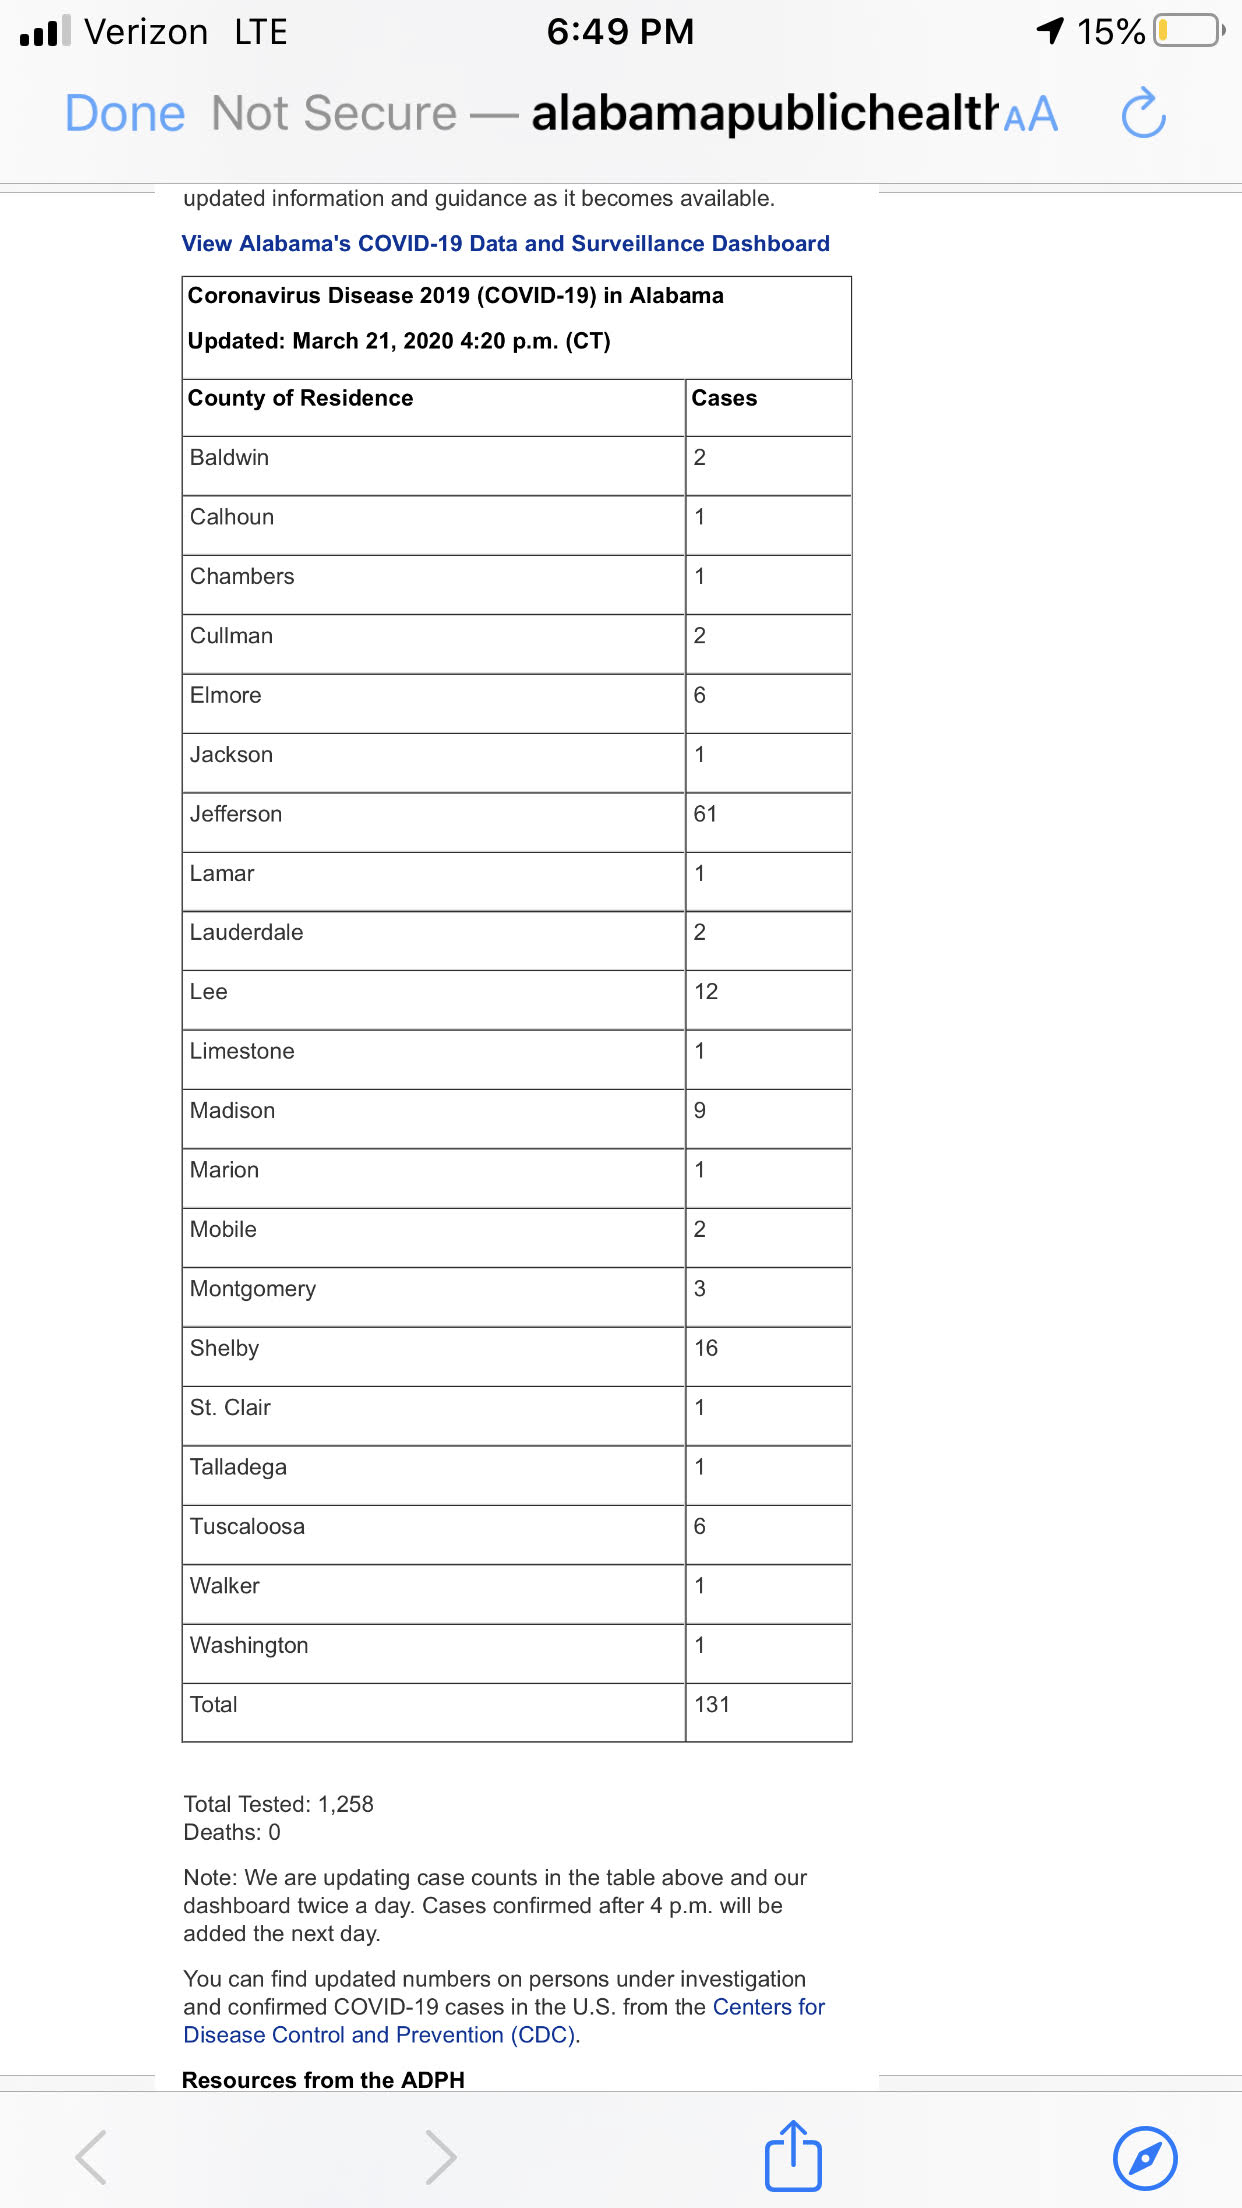 Verizon LTE 6:49 PM 15%
Done Not Secure — alabamapublichealth AA
updated information and guidance as it becomes available.
View Alabama's COVID-19 Data and Surveillance Dashboard
Coronavirus Disease 2019 (COVID-19) in Alabama
Updated: March 21, 2020 4:20 p.m. (CT)
County of Residence Cases
Baldwin 2
Calhoun 1
Chambers 1
Cullman 2
Elmore 6
Jackson 1
Jefferson 61
Lamar 1
Lauderdale 2
Lee 12
Limestone 1
Madison 9
Marion 1
Mobile 2
Montgomery 3
Shelby 16
St. Clair 1
Talladega 1
Tuscaloosa 6
Walker 1
Washington 1
Total 131
Total Tested: 1,258
Deaths: 0
Note: We are updating case counts in the table above and our
dashboard twice a day. Cases confirmed after 4 p.m. will be
added the next day.
You can find updated numbers on persons under investigation
and confirmed COVID-19 cases in the U.S. from the Centers for
Disease Control and Prevention (CDC).
Resources from the ADPH